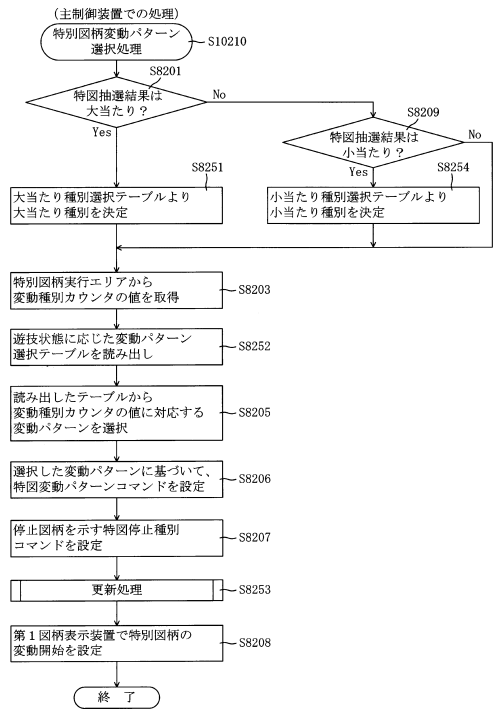 (主制御装置での処理)
特別図柄変動パターン
選択処理
S10210
S8201
特図抽選結果は
大当たり?
No
Yes
S8209
特図抽選結果は
小当たり?
No
Yes
S8251
大当たり種別選択テーブルより
大当たり種別を決定
S8254
小当たり種別選択テーブルより
小当たり種別を決定
特別図柄実行エリアから
変動種別カウンタの値を取得
S8203
遊技状態に応じた変動パターン
選択テーブルを読み出し
S8252
読み出したテーブルから
変動種別カウンタの値に対応する
変動パターンを選択
S8205
選択した変動パターンに基づいて、
特図変動パターンコマンドを設定
S8206
停止図柄を示す特図停止種別
コマンドを設定
S8207
更新処理
S8253
第1図柄表示装置で特別図柄の
変動開始を設定
S8208
終 了